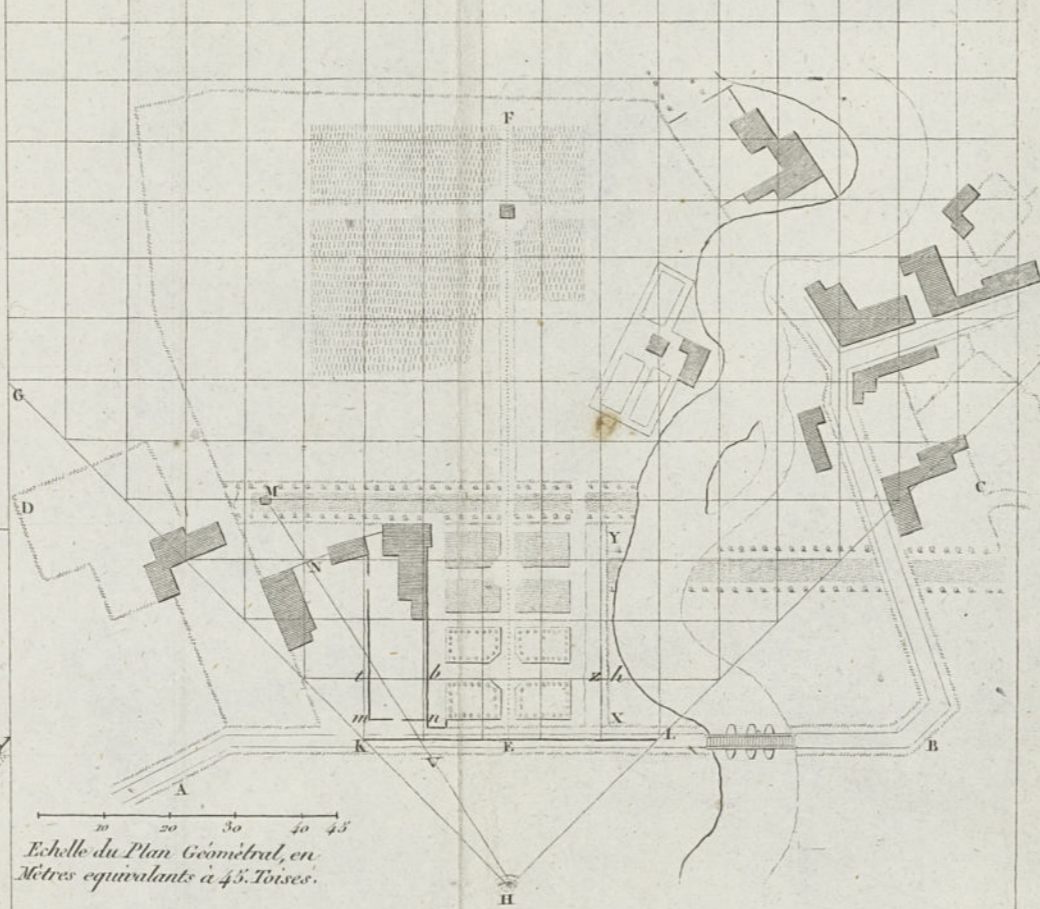 F
G
D
M
C
N
Y
t
b
z h
m
n
X
K
E
L
V
B
A
10 20 30 40 45
Echelle du Plan Géométral, en
Mètres equivalants à 45. Toises.
H